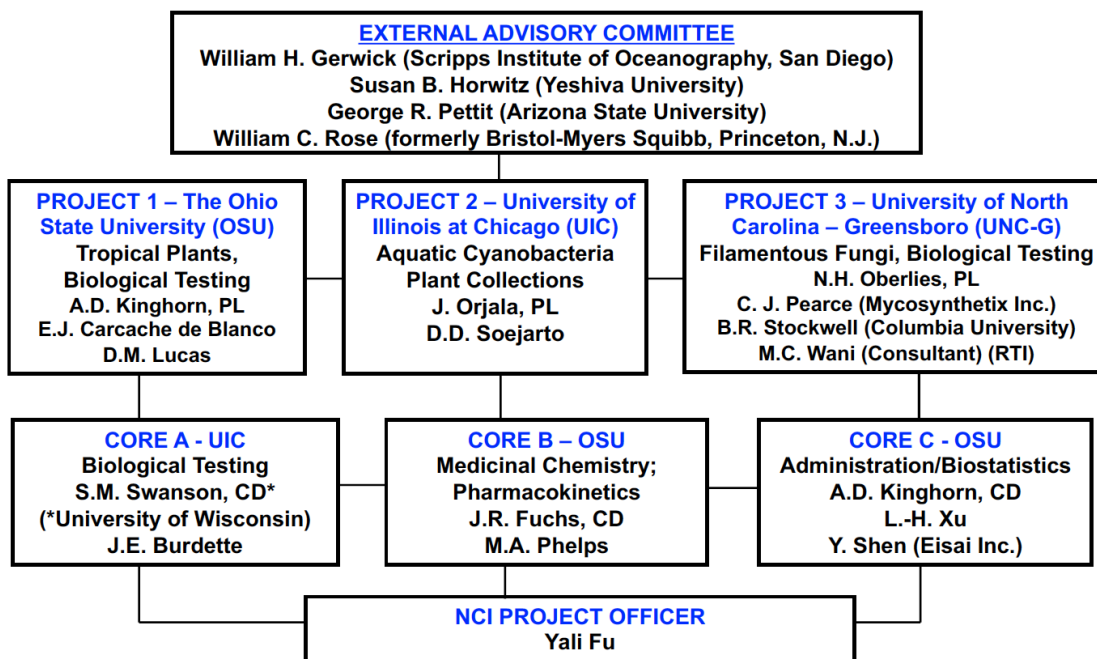 EXTERNAL ADVISORY COMMITTEE
William H. Gerwick (Scripps Institute of Oceanography, San Diego)
Susan B. Horwitz (Yeshiva University)
George R. Pettit (Arizona State University)
William C. Rose (formerly Bristol-Myers Squibb, Princeton, N.J.)
PROJECT 1 – The Ohio
State University (OSU)
Tropical Plants,
Biological Testing
A.D. Kinghorn, PL
E.J. Carcache de Blanco
D.M. Lucas
PROJECT 2 – University of
Illinois at Chicago (UIC)
Aquatic Cyanobacteria
Plant Collections
J. Orjala, PL
D.D. Soejarto
PROJECT 3 – University of North
Carolina – Greensboro (UNC-G)
Filamentous Fungi, Biological Testing
N.H. Oberlies, PL
C. J. Pearce (Mycosynthetix Inc.)
B.R. Stockwell (Columbia University)
M.C. Wani (Consultant) (RTI)
CORE A - UIC
Biological Testing
S.M. Swanson, CD*
(*University of Wisconsin)
J.E. Burdette
CORE B – OSU
Medicinal Chemistry;
Pharmacokinetics
J.R. Fuchs, CD
M.A. Phelps
CORE C - OSU
Administration/Biostatistics
A.D. Kinghorn, CD
L.-H. Xu
Y. Shen (Eisai Inc.)
NCI PROJECT OFFICER
Yali Fu